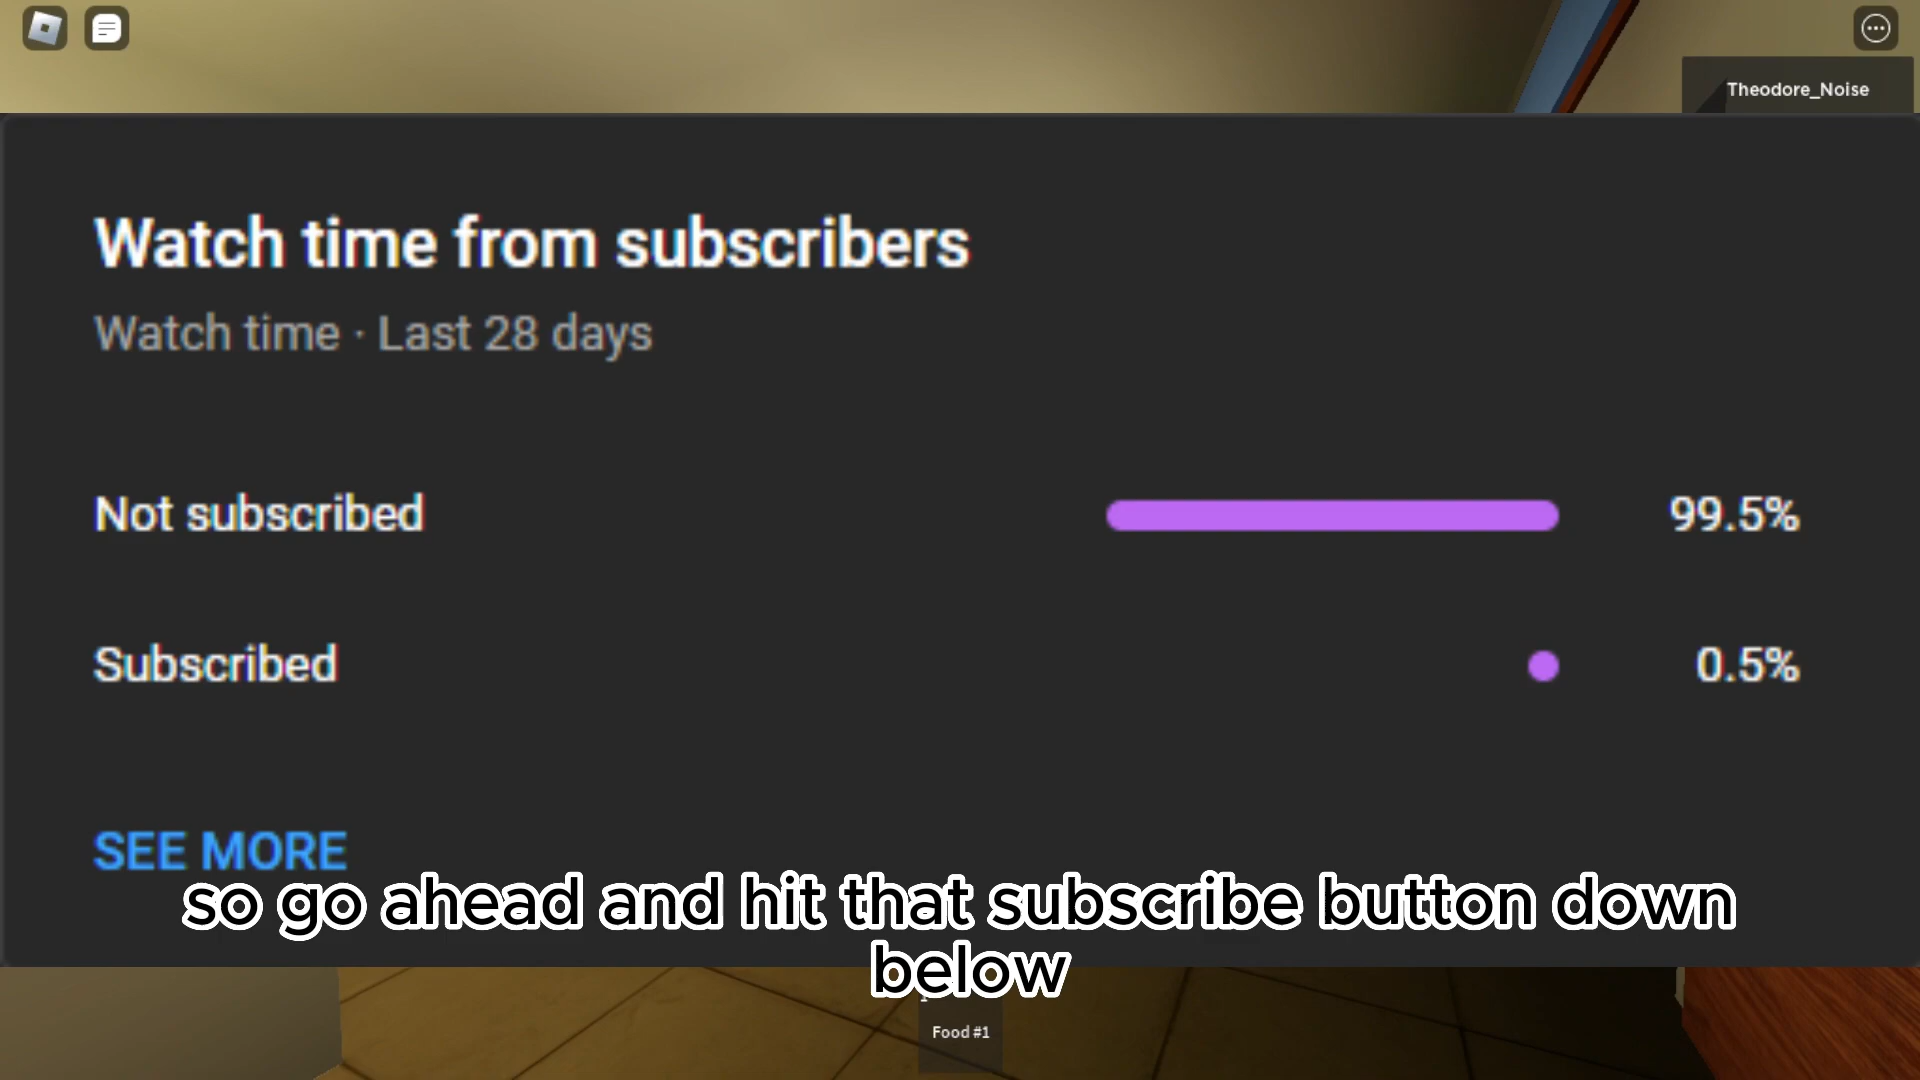 Theodore_Noise
Watch time from subscribers
Watch time · Last 28 days
Not subscribed 99.5%
Subscribed 0.5%
SEE MORE
so go ahead and hit that subscribe button down
below
Food #1